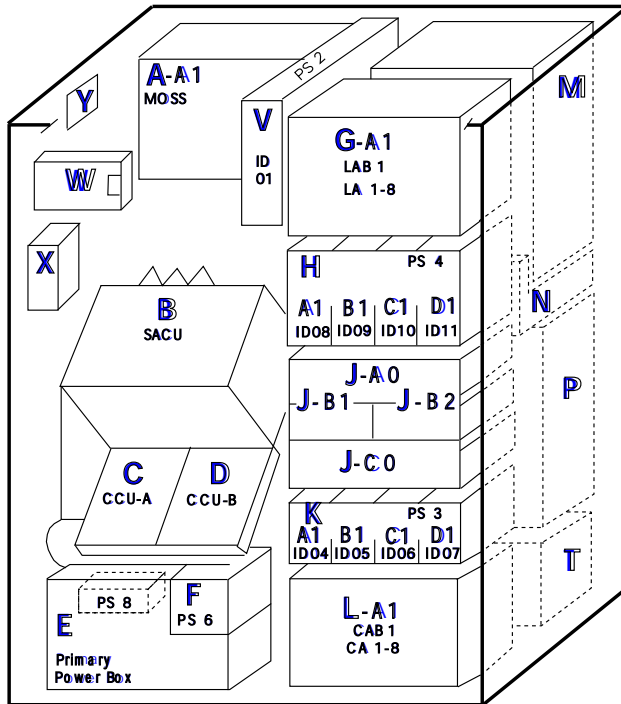 PS 2
A-A1
MOSS
Y
M
V
ID
01
G-A1
LAB 1
LA 1-8
W
X
H
PS 4
A1 B1 C1 D1
ID08 ID09 ID10 ID11
N
B
SACU
J-A0
J-B1 J-B2
P
J-C0
C
CCU-A
D
CCU-B
K
PS 3
A1 B1 C1 D1
ID04 ID05 ID06 ID07
T
PS 8
F
PS 6
E
Primary
Power Box
L-A1
CAB 1
CA 1-8